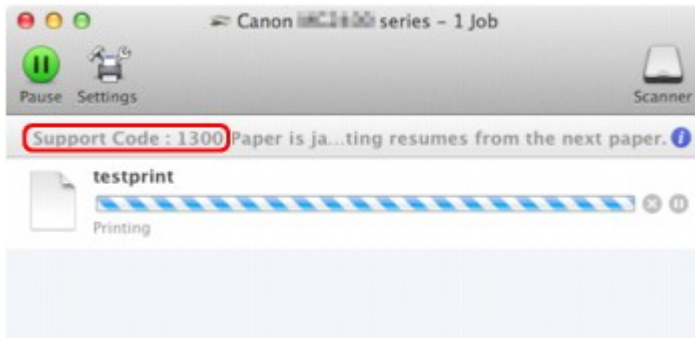 Canon series – 1 Job
Pause Settings
Scanner
Support Code : 1300 Paper is ja...ting resumes from the next paper.
testprint
Printing